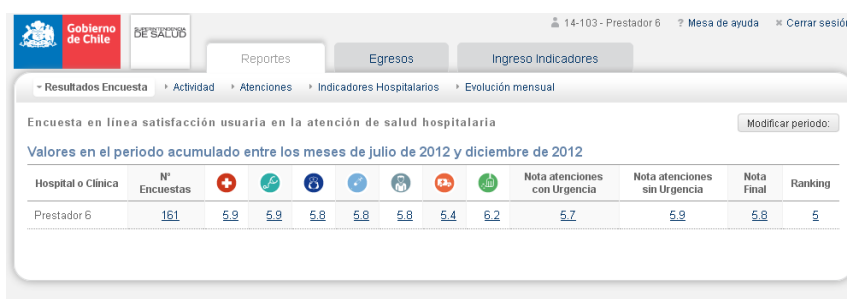 Gobierno de Chile
SUPERINTENDENCIA
DE SALUD
14-103 - Prestador 6 ? Mesa de ayuda × Cerrar sesión
Reportes Egresos Ingreso Indicadores
Resultados Encuesta Actividad Atenciones Indicadores Hospitalarios Evolución mensual
Encuesta en línea satisfacción usuaria en la atención de salud hospitalaria Modificar periodo:
Valores en el periodo acumulado entre los meses de julio de 2012 y diciembre de 2012
Hospital o Clínica N° Encuestas Nota atenciones con Urgencia Nota atenciones sin Urgencia Nota Final Ranking
Prestador 6 161 5.9 5.9 5.8 5.8 5.8 5.4 6.2 5.7 5.9 5.8 5